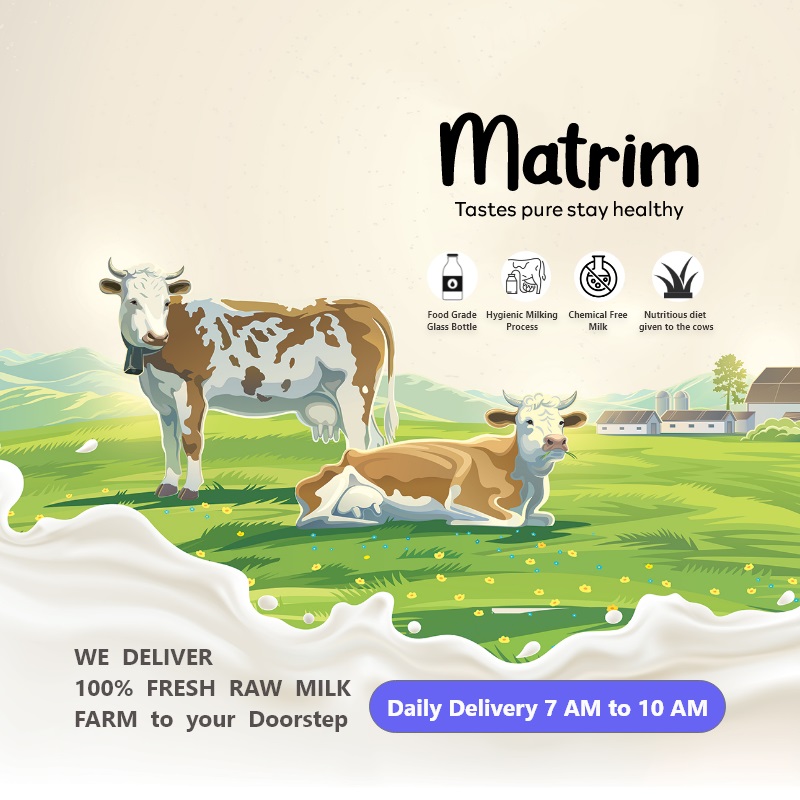 Matrim
Tastes pure stay healthy
Food Grade
Glass Bottle
Hygienic Milking
Process
Chemical Free
Milk
Nutritious diet
given to the cows
WE DELIVER
100% FRESH RAW MILK
FARM to your Doorstep
Daily Delivery 7 AM to 10 AM